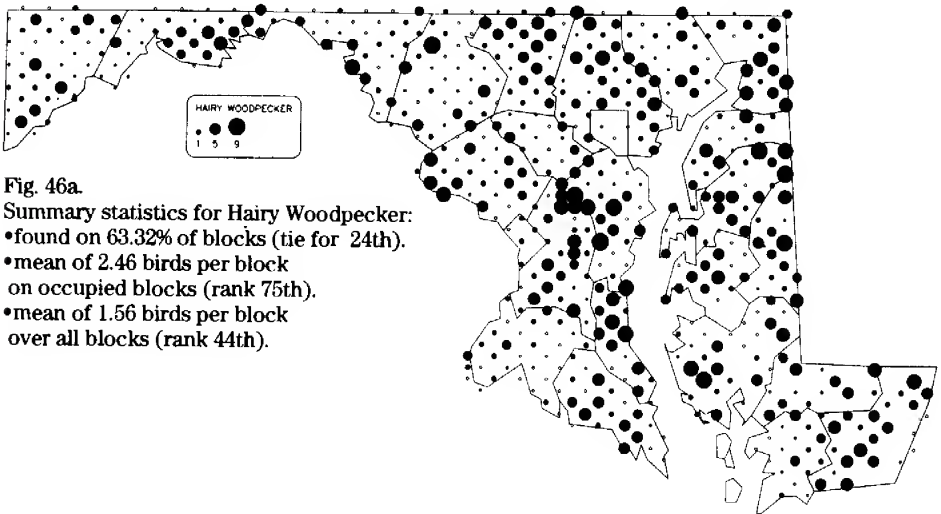 HAIRY WOODPECKER
1 5 9
Fig. 46a.
Summary statistics for Hairy Woodpecker:
•found on 63.32% of blocks (tie for 24th).
•mean of 2.46 birds per block
on occupied blocks (rank 75th).
•mean of 1.56 birds per block
over all blocks (rank 44th).